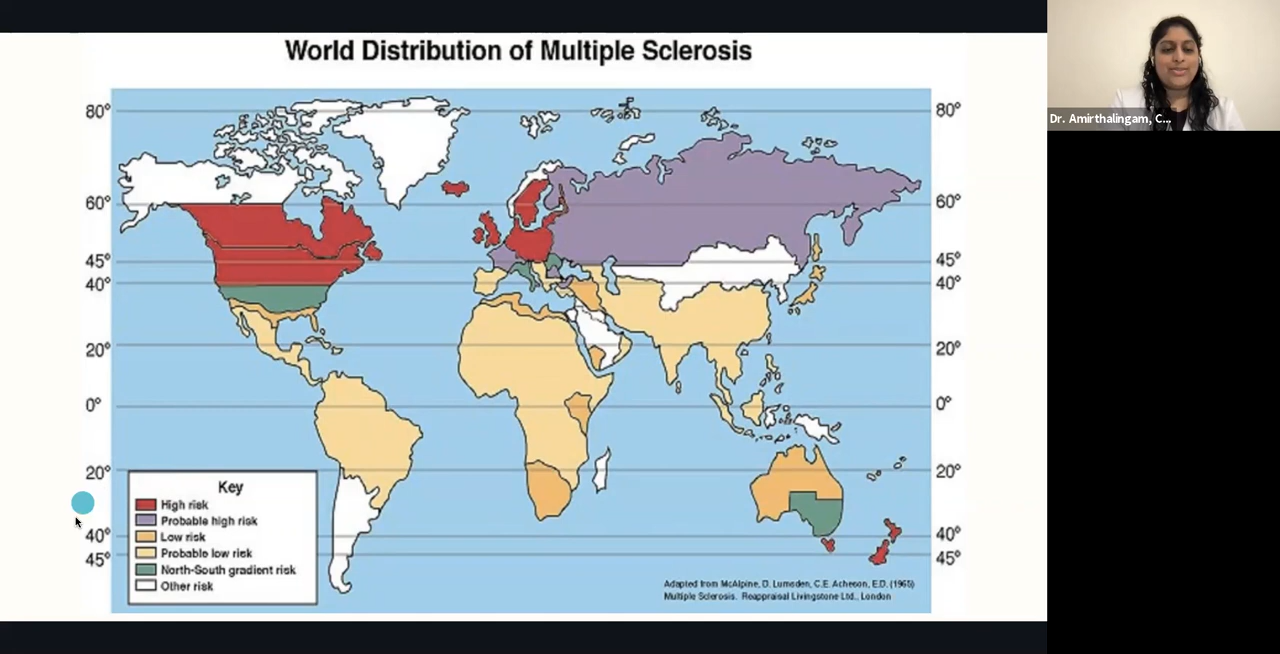 World Distribution of Multiple Sclerosis
Dr. Amirthalingam, C...
80° 80°
60° 60°
45° 45°
40° 40°
20° 20°
0° 0°
20° 20°
40° 40°
45° 45°
Key
High risk
Probable high risk
Low risk
Probable low risk
North-South gradient risk
Other risk
Adapted from McAlpine, D. Lumsden, C.E. Acheson, E.D. (1965)
Multiple Sclerosis. Reappraisal Livingstone Ltd., London